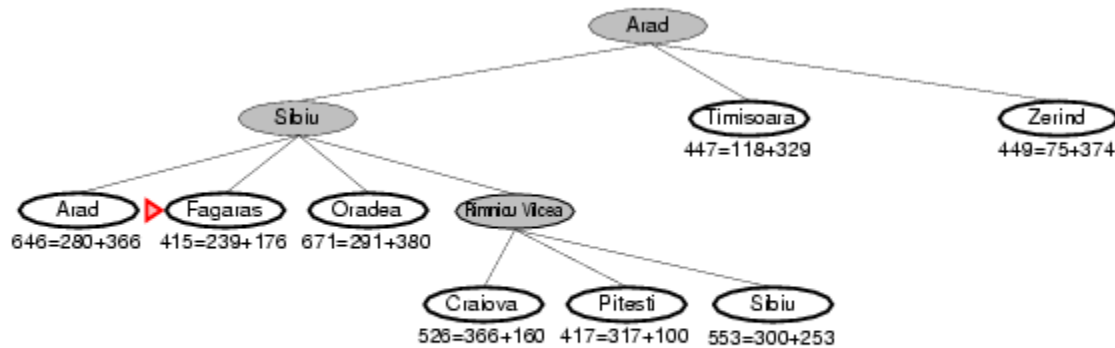 Arad
Sibiu
Timisoara
Zerind
447=118+329
449=75+374
Arad
Fagaras
Oradea
Rimnicu Vilcea
646=280+366
415=239+176
671=291+380
Craiova
Pitesti
Sibiu
526=366+160
417=317+100
553=300+253